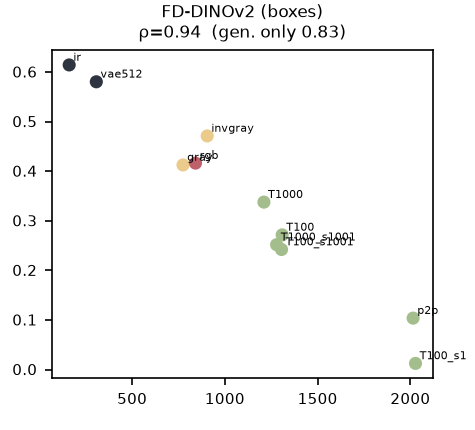 FD-DINOv2 (boxes)
ρ=0.94 (gen. only 0.83)
0.6
0.5
0.4
0.3
0.2
0.1
0.0
ir
vae512
invgray
gray
rgb
T1000
T100
T1000_s1001
T100_s1001
p2p
T100_s1
500
1000
1500
2000